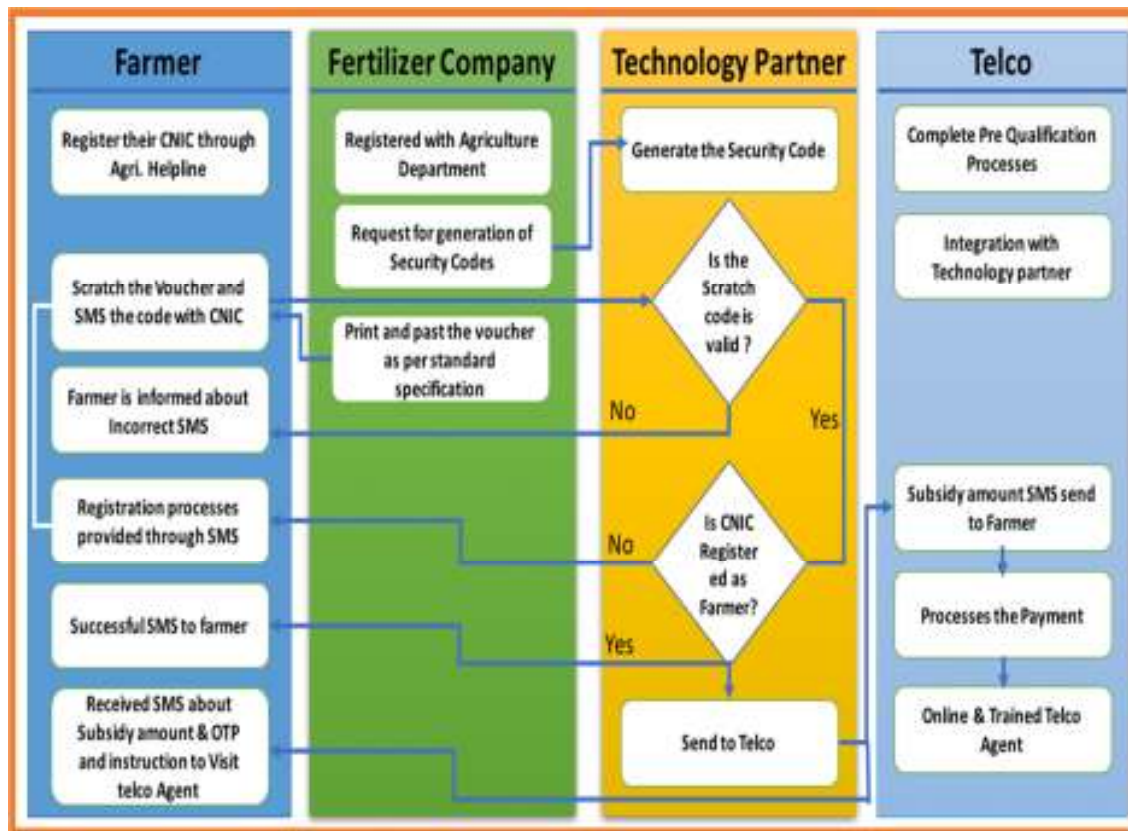 Farmer
Register their CNIC through
Agri. Helpline
Scratch the Voucher and
SMS the code with CNIC
Farmer is informed about
Incorrect SMS
Registration processes
provided through SMS
Successful SMS to farmer
Received SMS about
Subsidy amount & OTP
and instruction to Visit
telco Agent
Fertilizer Company
Registered with Agriculture
Department
Request for generation of
Security Codes
Print and past the voucher
as per standard
specification
Technology Partner
Generate the Security Code
Is the
Scratch
code is
valid ?
No
Yes
Is CNIC
Register
ed as
Farmer?
No
Yes
Send to Telco
Telco
Complete Pre Qualification
Processes
Integration with
Technology partner
Subsidy amount SMS send
to Farmer
Processes the Payment
Online & Trained Telco
Agent